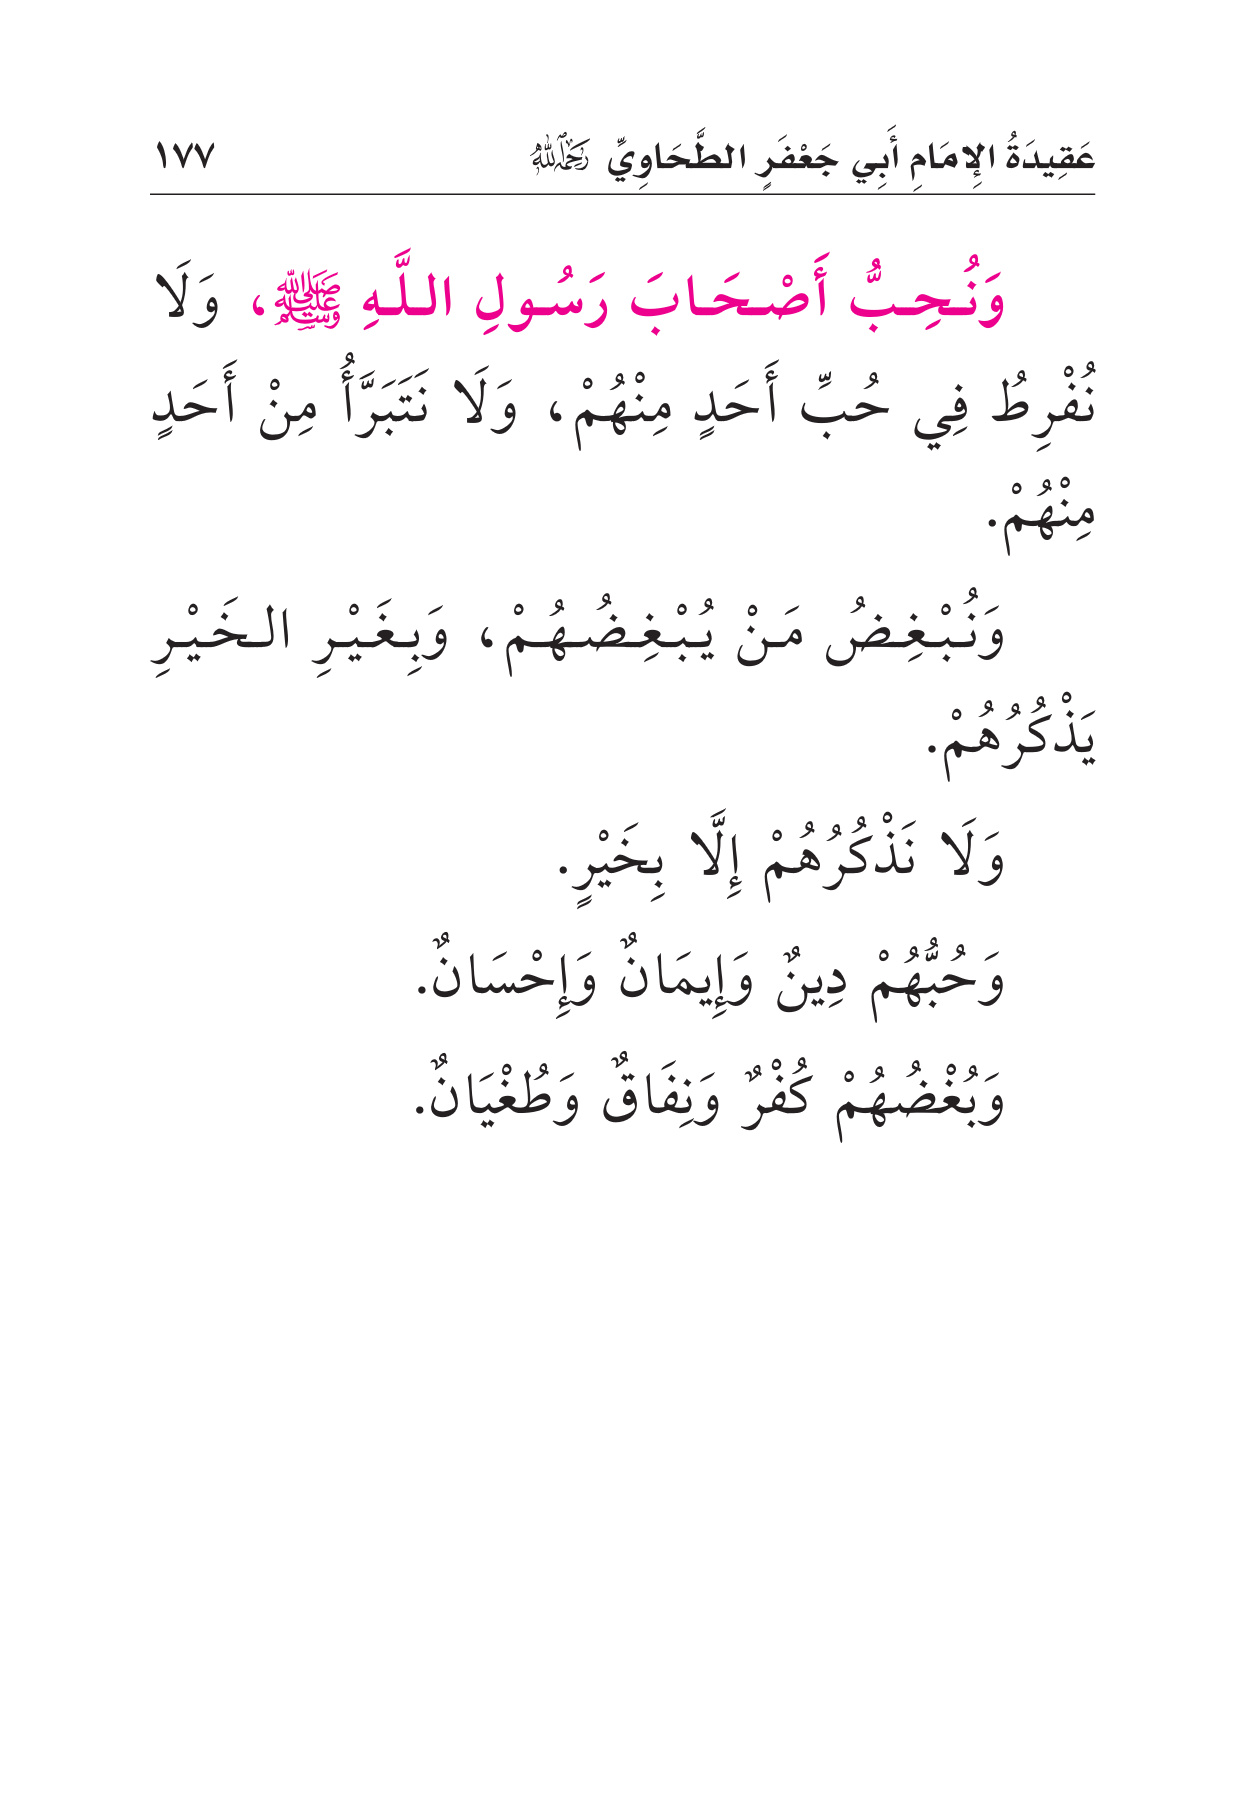 عَقِيدَةُ الإِمَامِ أَبِي جَعْفَرٍ الطَّحَاوِيِّ رَحِمَهُ اللَّهُ ١٧٧
وَنُحِبُّ أَصْحَابَ رَسُولِ اللَّهِ ﷺ، وَلَا
نُفْرِطُ فِي حُبِّ أَحَدٍ مِنْهُمْ، وَلَا نَتَبَرَّأُ مِنْ أَحَدٍ
مِنْهُمْ.
وَنُبْغِضُ مَنْ يُبْغِضُهُمْ، وَبِغَيْرِ الخَيْرِ
يَذْكُرُهُمْ.
وَلَا نَذْكُرُهُمْ إِلَّا بِخَيْرٍ.
وَحُبُّهُمْ دِينٌ وَإِيمَانٌ وَإِحْسَانٌ.
وَبُغْضُهُمْ كُفْرٌ وَنِفَاقٌ وَطُغْيَانٌ.